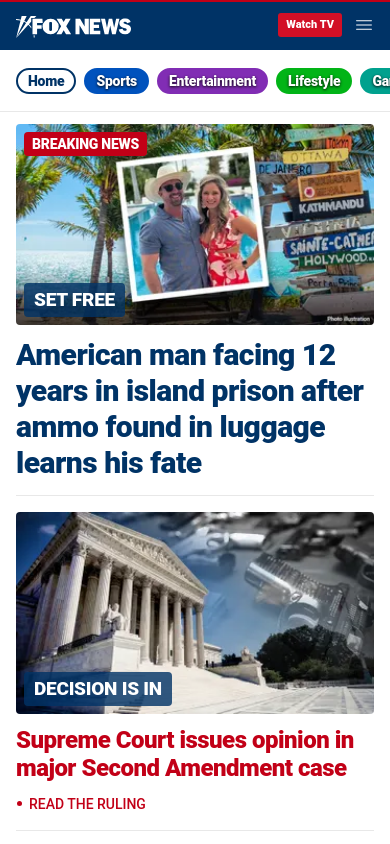 FOX NEWS
Watch TV
Home
Sports
Entertainment
Lifestyle
BREAKING NEWS
OTTAWA
DE JANEIRO
KATHMANDU
VIRGINIA
SAINTE-CATHE
HOLLYWOO
SET FREE
Photo Illustration
American man facing 12
years in island prison after
ammo found in luggage
learns his fate
DECISION IS IN
Supreme Court issues opinion in
major Second Amendment case
• READ THE RULING